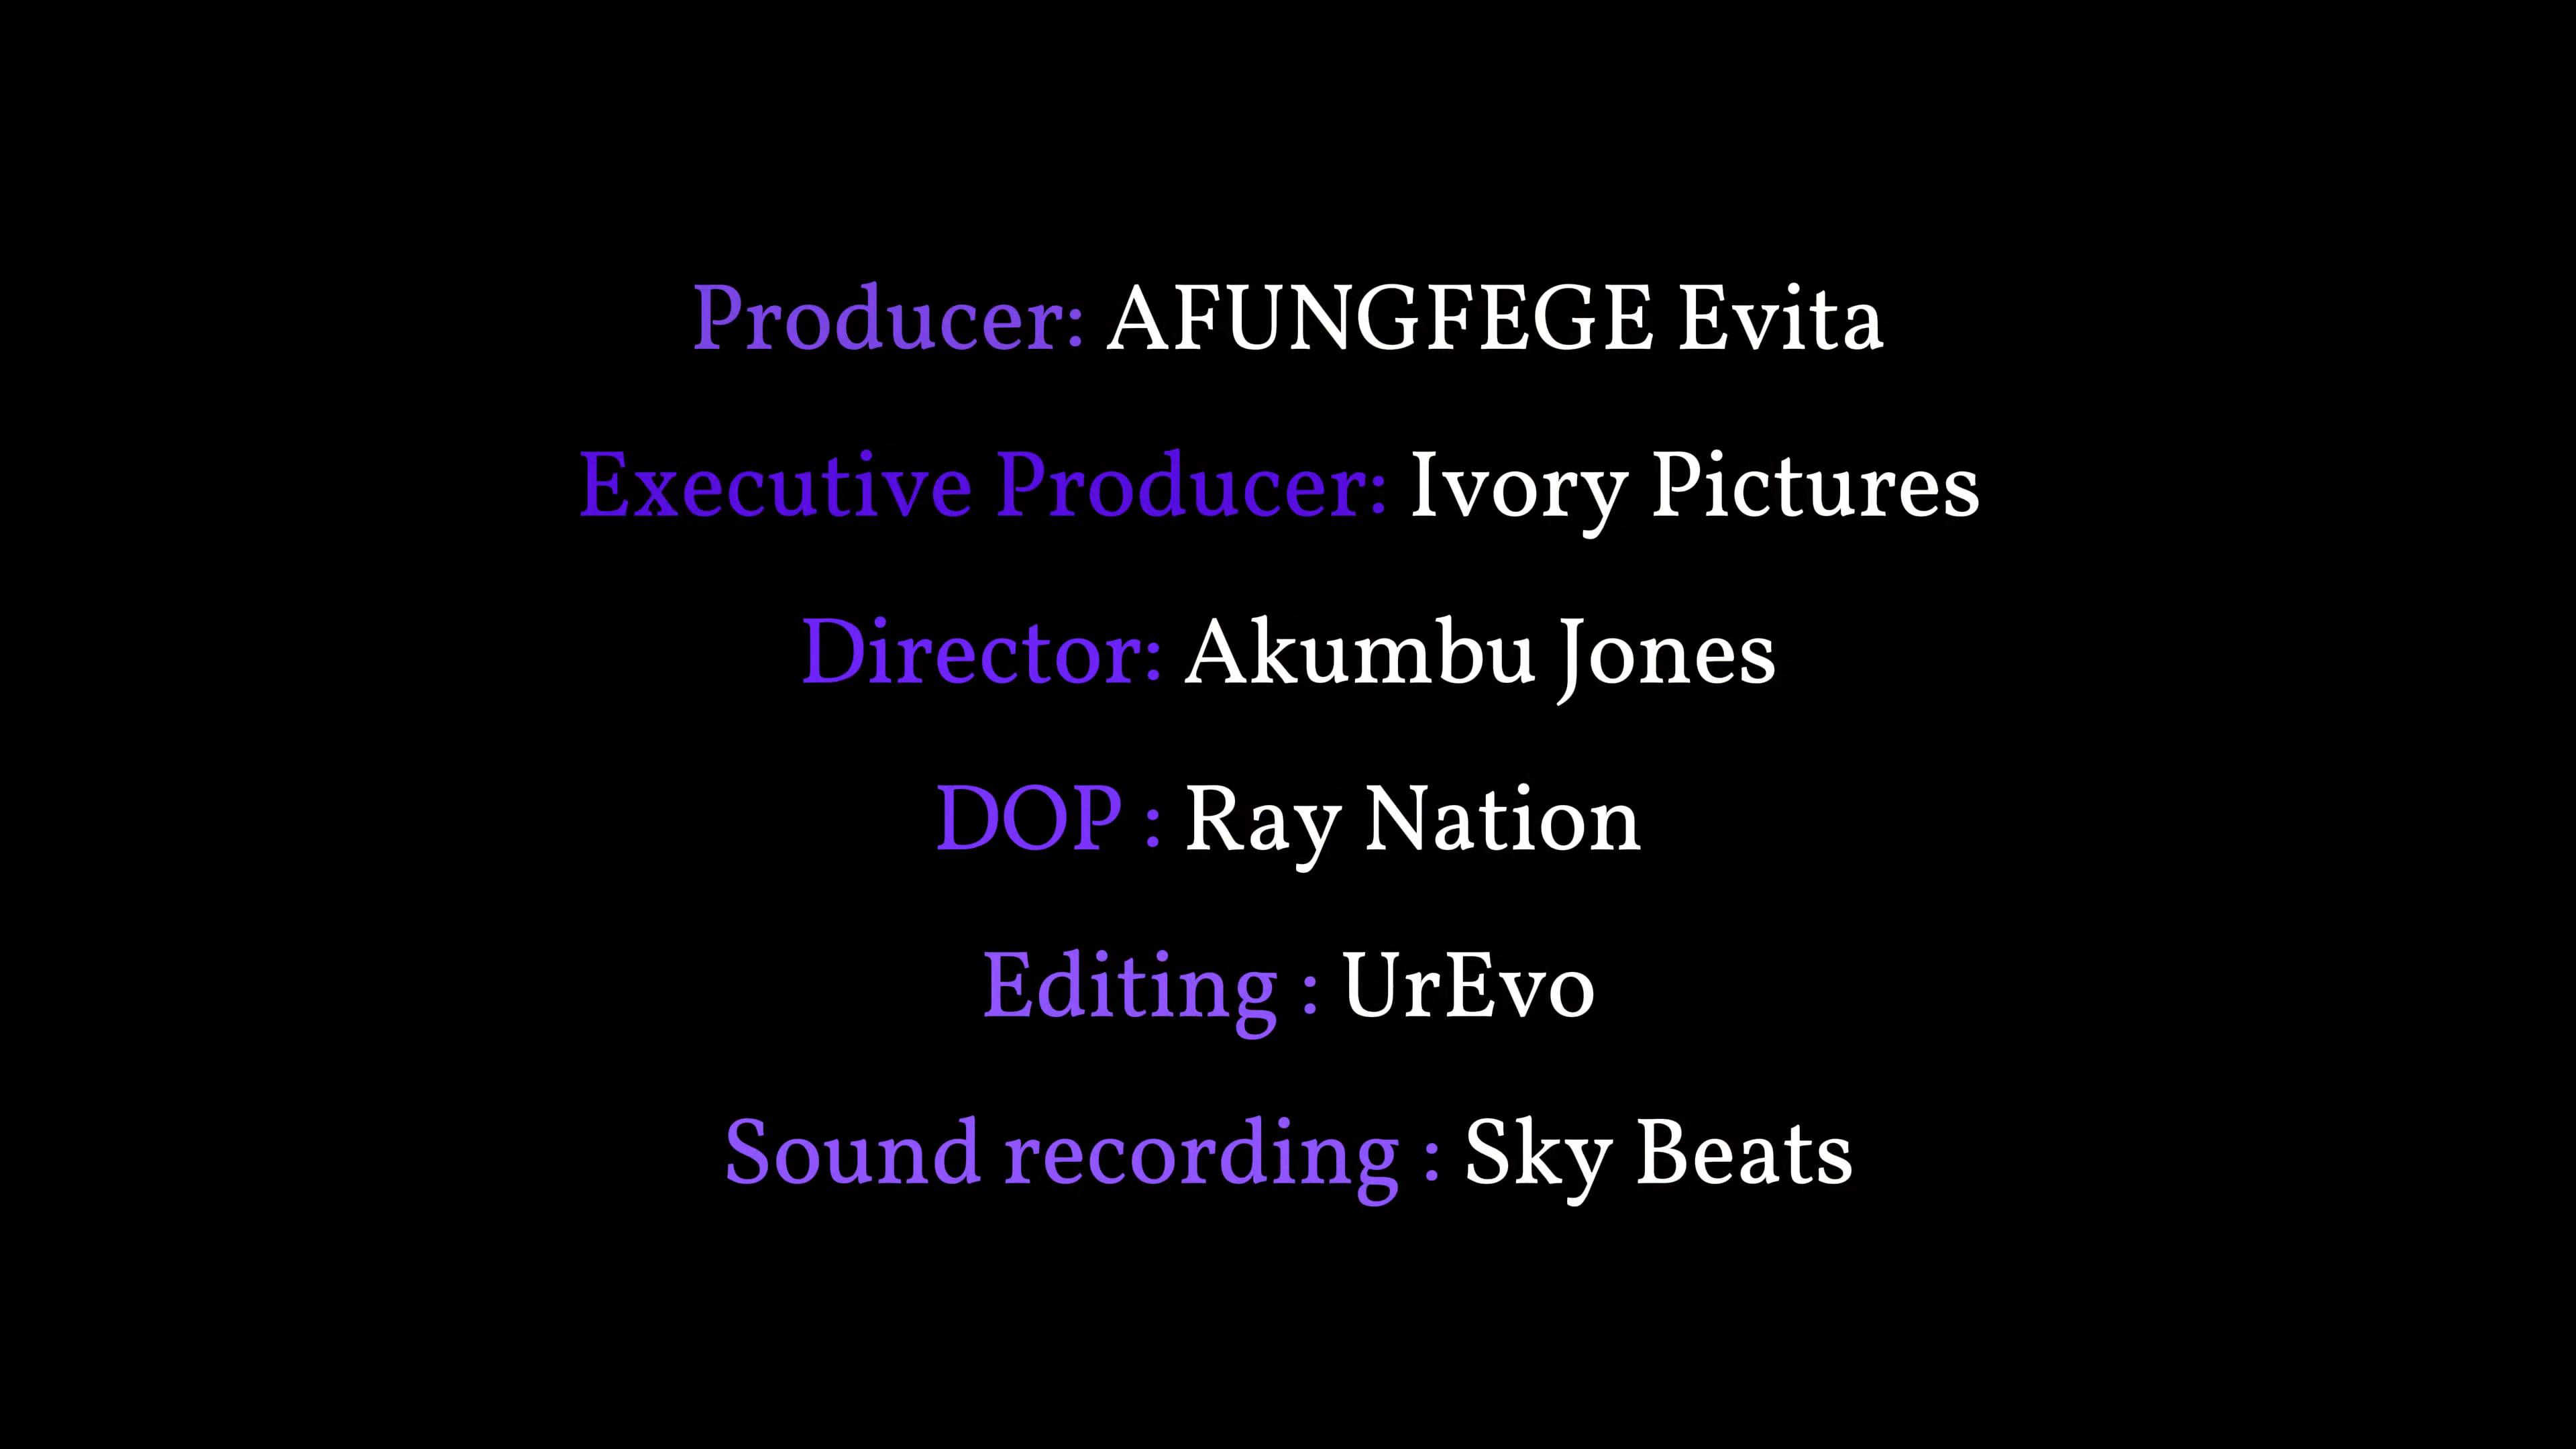 Producer: AFUNGFEGE Evita
Executive Producer: Ivory Pictures
Director: Akumbu Jones
DOP : Ray Nation
Editing : UrEvo
Sound recording : Sky Beats